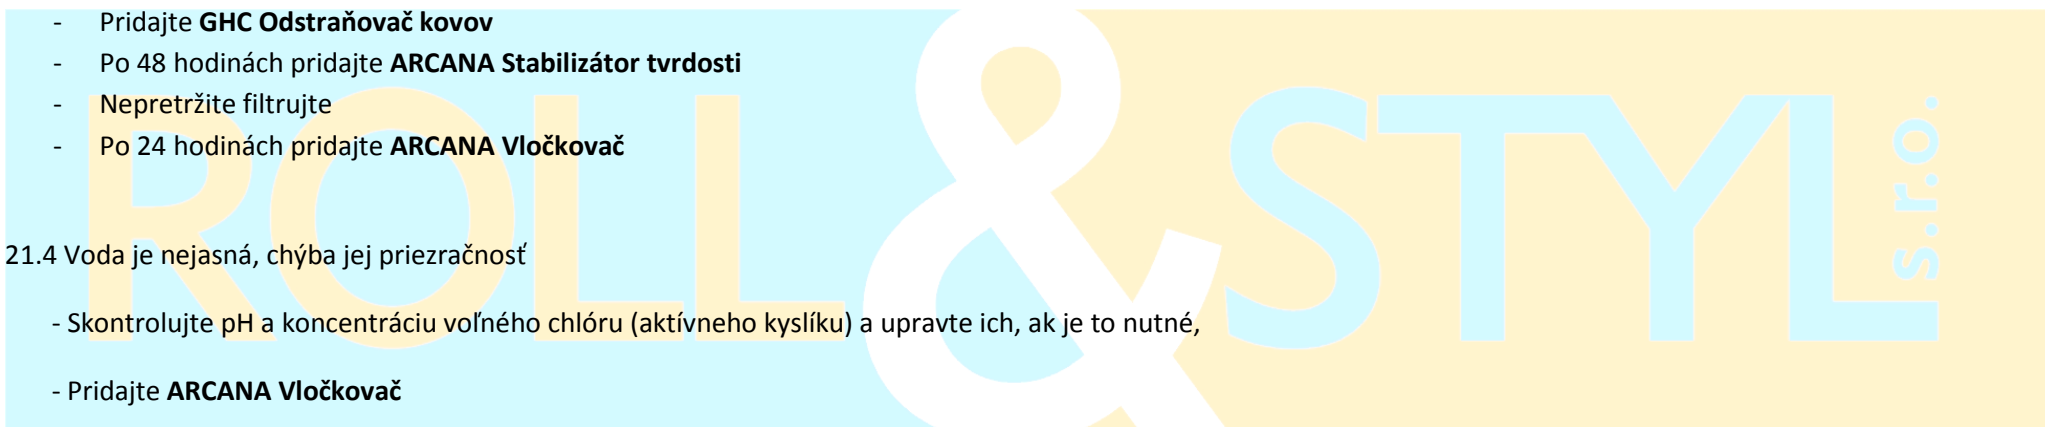 - Pridajte GHC Odstraňovač kovov
- Po 48 hodinách pridajte ARCANA Stabilizátor tvrdosti
- Nepretržite filtrujte
- Po 24 hodinách pridajte ARCANA Vločkovač
ROLL & STYL s.r.o.
21.4 Voda je nejasná, chýba jej priezračnosť
- Skontrolujte pH a koncentráciu voľného chlóru (aktívneho kyslíku) a upravte ich, ak je to nutné,
- Pridajte ARCANA Vločkovač